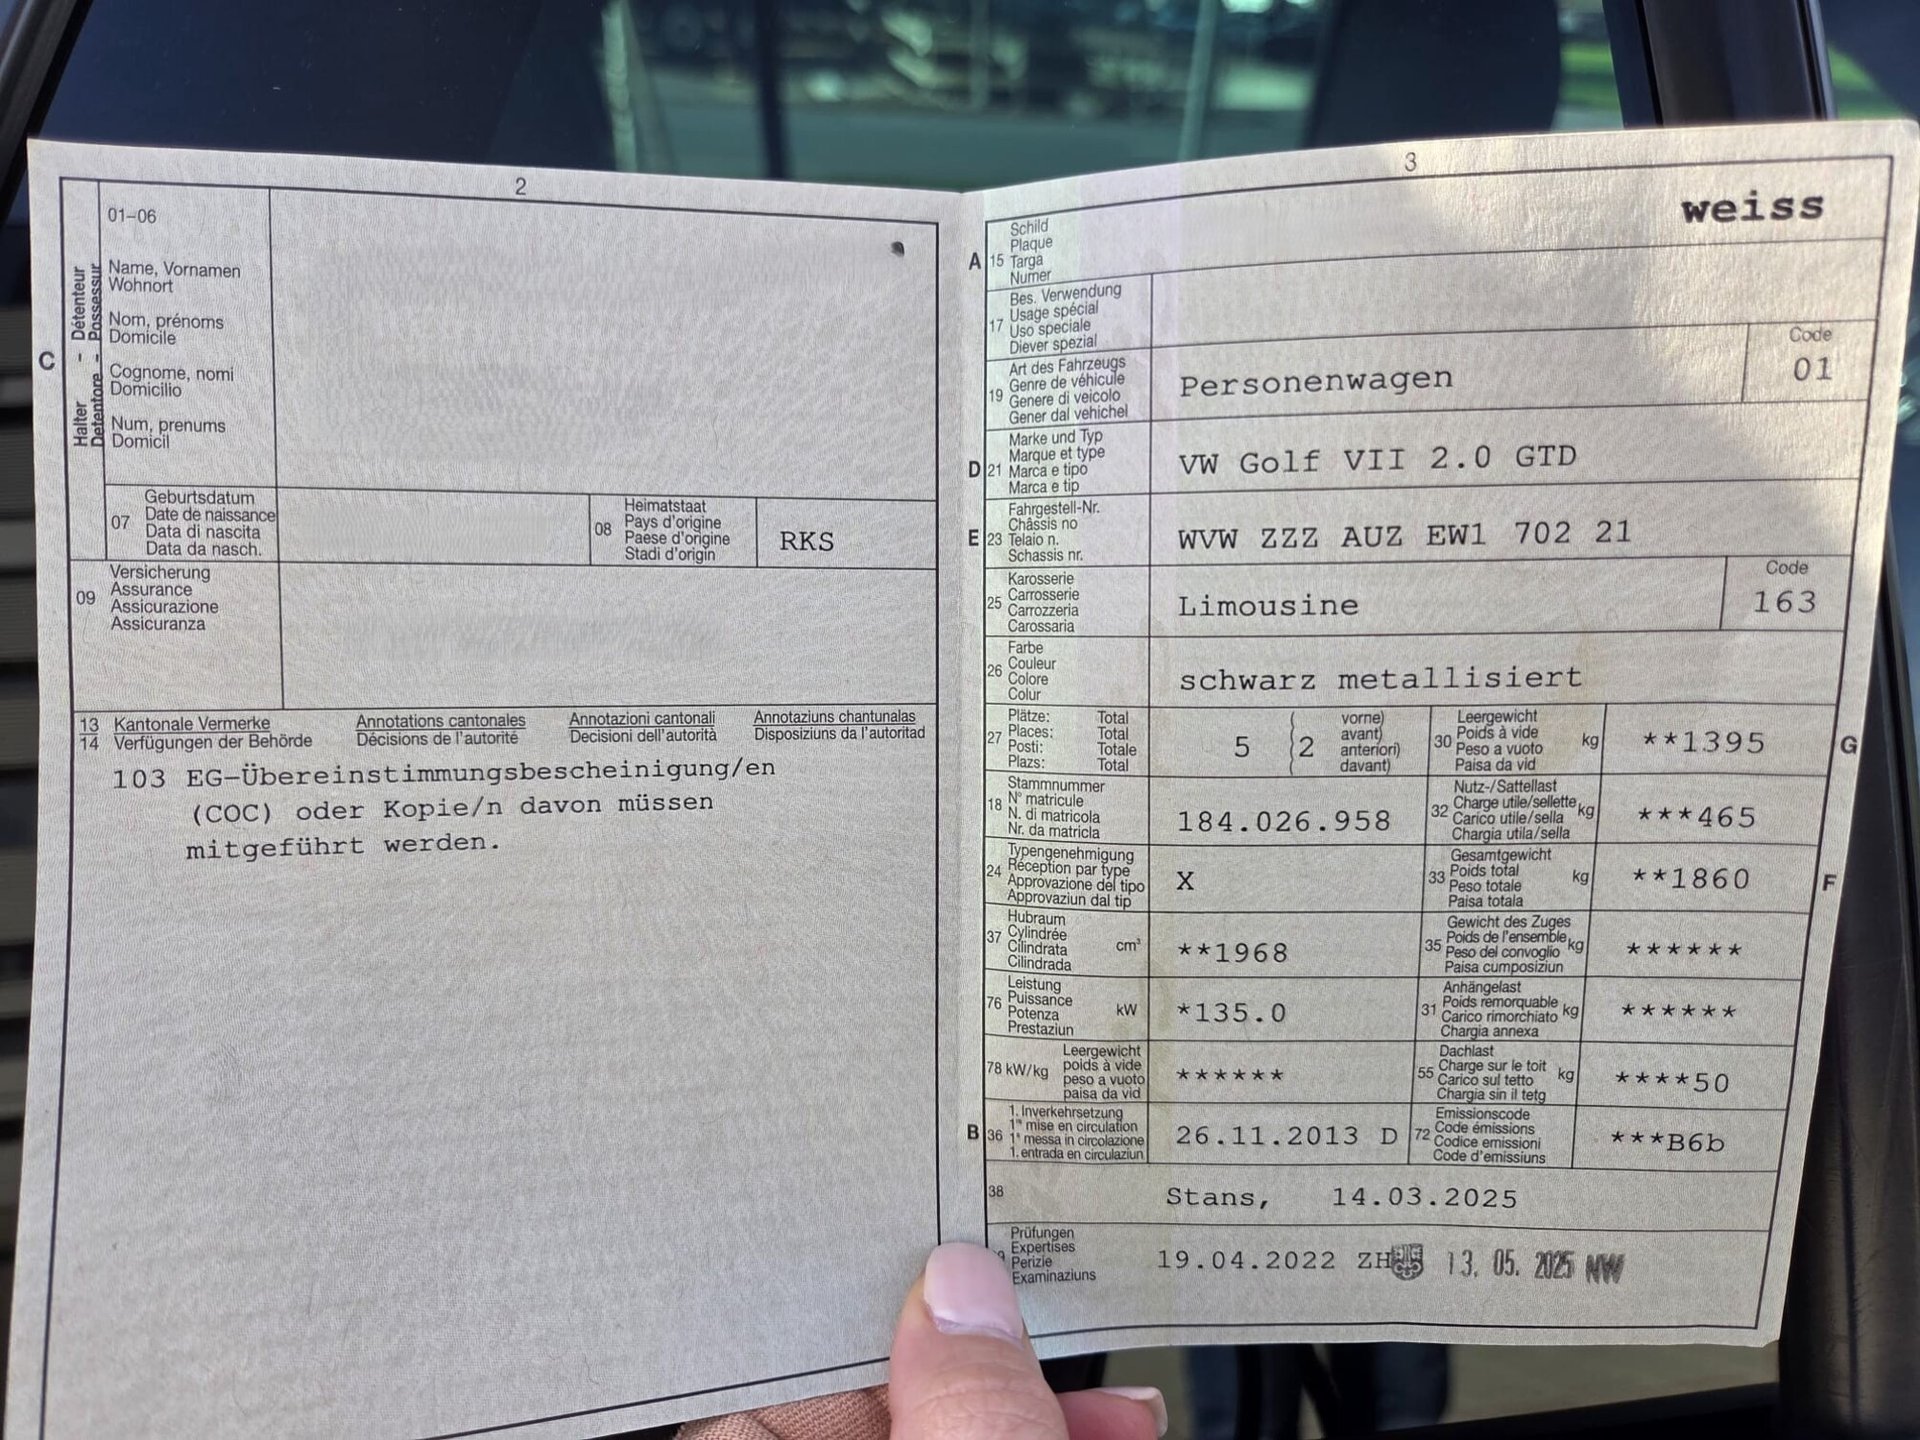 2
01-06
Name, Vornamen
Wohnort
Nom, prénoms
Domicile
Cognome, nomi
Domicilio
Num, prenums
Domicil
C
Halter - Détenteur
Detentore - Possessur
07
Geburtsdatum
Date de naissance
Data di nascita
Data da nasch.
08
Heimatstaat
Pays d'origine
Paese d'origine
Stadi d'origin
RKS
09
Versicherung
Assurance
Assicurazione
Assicuranza
13 Kantonale Vermerke Annotations cantonales Annotazioni cantonali Annotaziuns chantunalas
14 Verfügungen der Behörde Décisions de l'autorité Decisioni dell'autorità Disposiziuns da l'autoritad
103 EG-Übereinstimmungsbescheinigung/en
(COC) oder Kopie/n davon müssen
mitgeführt werden.
3
weiss
A 15
Schild
Plaque
Targa
Numer
17
Bes. Verwendung
Usage spécial
Uso speciale
Diever spezial
19
Art des Fahrzeugs
Genre de véhicule
Genere di veicolo
Gener dal vehichel
Personenwagen
Code
01
D 21
Marke und Typ
Marque et type
Marca e tipo
Marca e tip
VW Golf VII 2.0 GTD
E 23
Fahrgestell-Nr.
Châssis no
Telaio n.
Schassis nr.
WVW ZZZ AUZ EW1 702 21
25
Karosserie
Carrosserie
Carrozzeria
Carossaria
Limousine
Code
163
26
Farbe
Couleur
Colore
Colur
schwarz metallisiert
27
Plätze: Total
Places: Total
Posti: Totale
Plazs: Total
5 ( 2
vorne)
avant)
anteriori)
davant)
30
Leergewicht
Poids à vide
Peso a vuoto
Paisa da vid
kg
**1395
G
18
Stammnummer
N° matricule
N. di matricola
Nr. da matricla
184.026.958
32
Nutz-/Sattellast
Charge utile/sellette
Carico utile/sella
Chargia utila/sella
kg
***465
24
Typengenehmigung
Réception par type
Approvazione del tipo
Approvaziun dal tip
X
33
Gesamtgewicht
Poids total
Peso totale
Paisa totala
kg
**1860
F
37
Hubraum
Cylindrée
Cilindrata
Cilindrada
cm³
**1968
35
Gewicht des Zuges
Poids de l'ensemble
Peso del convoglio
Paisa cumposiziun
kg
******
76
Leistung
Puissance
Potenza
Prestaziun
kW
*135.0
31
Anhängelast
Poids remorquable
Carico rimorchiato
Chargia annexa
kg
******
78 kW/kg
Leergewicht
poids à vide
peso a vuoto
paisa da vid
******
55
Dachlast
Charge sur le toit
Carico sul tetto
Chargia sin il tetg
kg
****50
B 36
1. Inverkehrsetzung
1re mise en circulation
1a messa in circolazione
1. entrada en circulaziun
26.11.2013 D
72
Emissionscode
Code émissions
Codice emissioni
Code d'emissiuns
***B6b
38
Stans, 14.03.2025
Prüfungen
Expertises
Perizie
Examinaziuns
19.04.2022 ZH 13. 05. 2025 NW